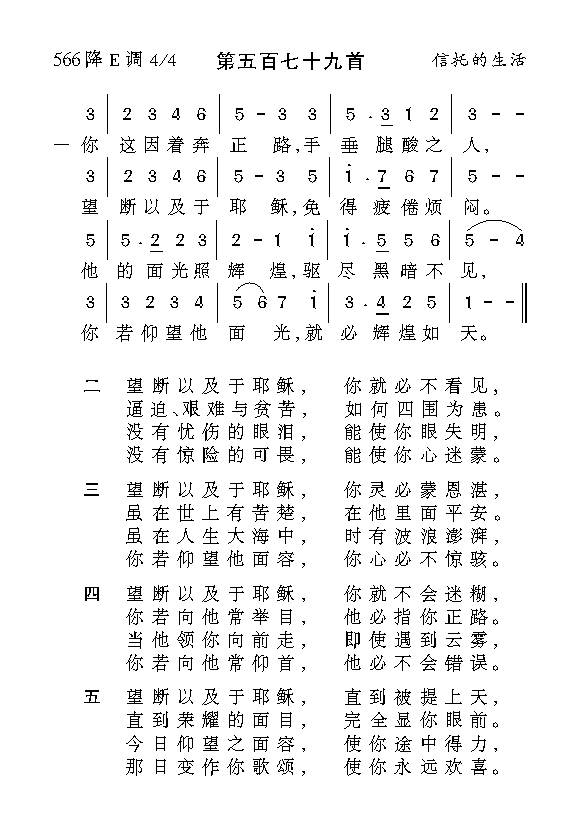 566降E调4/4 第五百七十九首 信托的生活
3 | 2 3 4 6 | 5 - 3 3 | 5 . 3 1 2 | 3 - -
一 你 这因着奔 正 路,手 垂 腿酸之 人,
3 | 2 3 4 6 | 5 - 3 5 | i . 7 6 7 | 5 - -
望 断以及于 耶 稣,免 得 疲倦烦 闷。
5 | 5 . 2 2 3 | 2 - 1 i | i . 5 5 6 | 5 - 4
他 的面光照 辉 煌,驱 尽 黑暗不 见,
3 | 3 2 3 4 | 5 6 7 i | 3 . 4 2 5 | 1 - -
你 若仰望他 面 光,就 必 辉煌如 天。
二 望断以及于耶稣, 你就必不看见,
逼迫、艰难与贫苦, 如何四围为患。
没有忧伤的眼泪, 能使你眼失明,
没有惊险的可畏, 能使你心迷蒙。
三 望断以及于耶稣, 你灵必蒙恩湛,
虽在世上有苦楚, 在他里面平安。
虽在人生大海中, 时有波浪澎湃,
你若仰望他面容, 你心必不惊骇。
四 望断以及于耶稣, 你就不会迷糊,
你若向他常举目, 他必指你正路。
当他领你向前走, 即使遇到云雾,
你若向他常仰首, 他必不会错误。
五 望断以及于耶稣, 直到被提上天,
直到荣耀的面目, 完全显你眼前。
今日仰望之面容, 使你途中得力,
那日变作你歌颂, 使你永远欢喜。